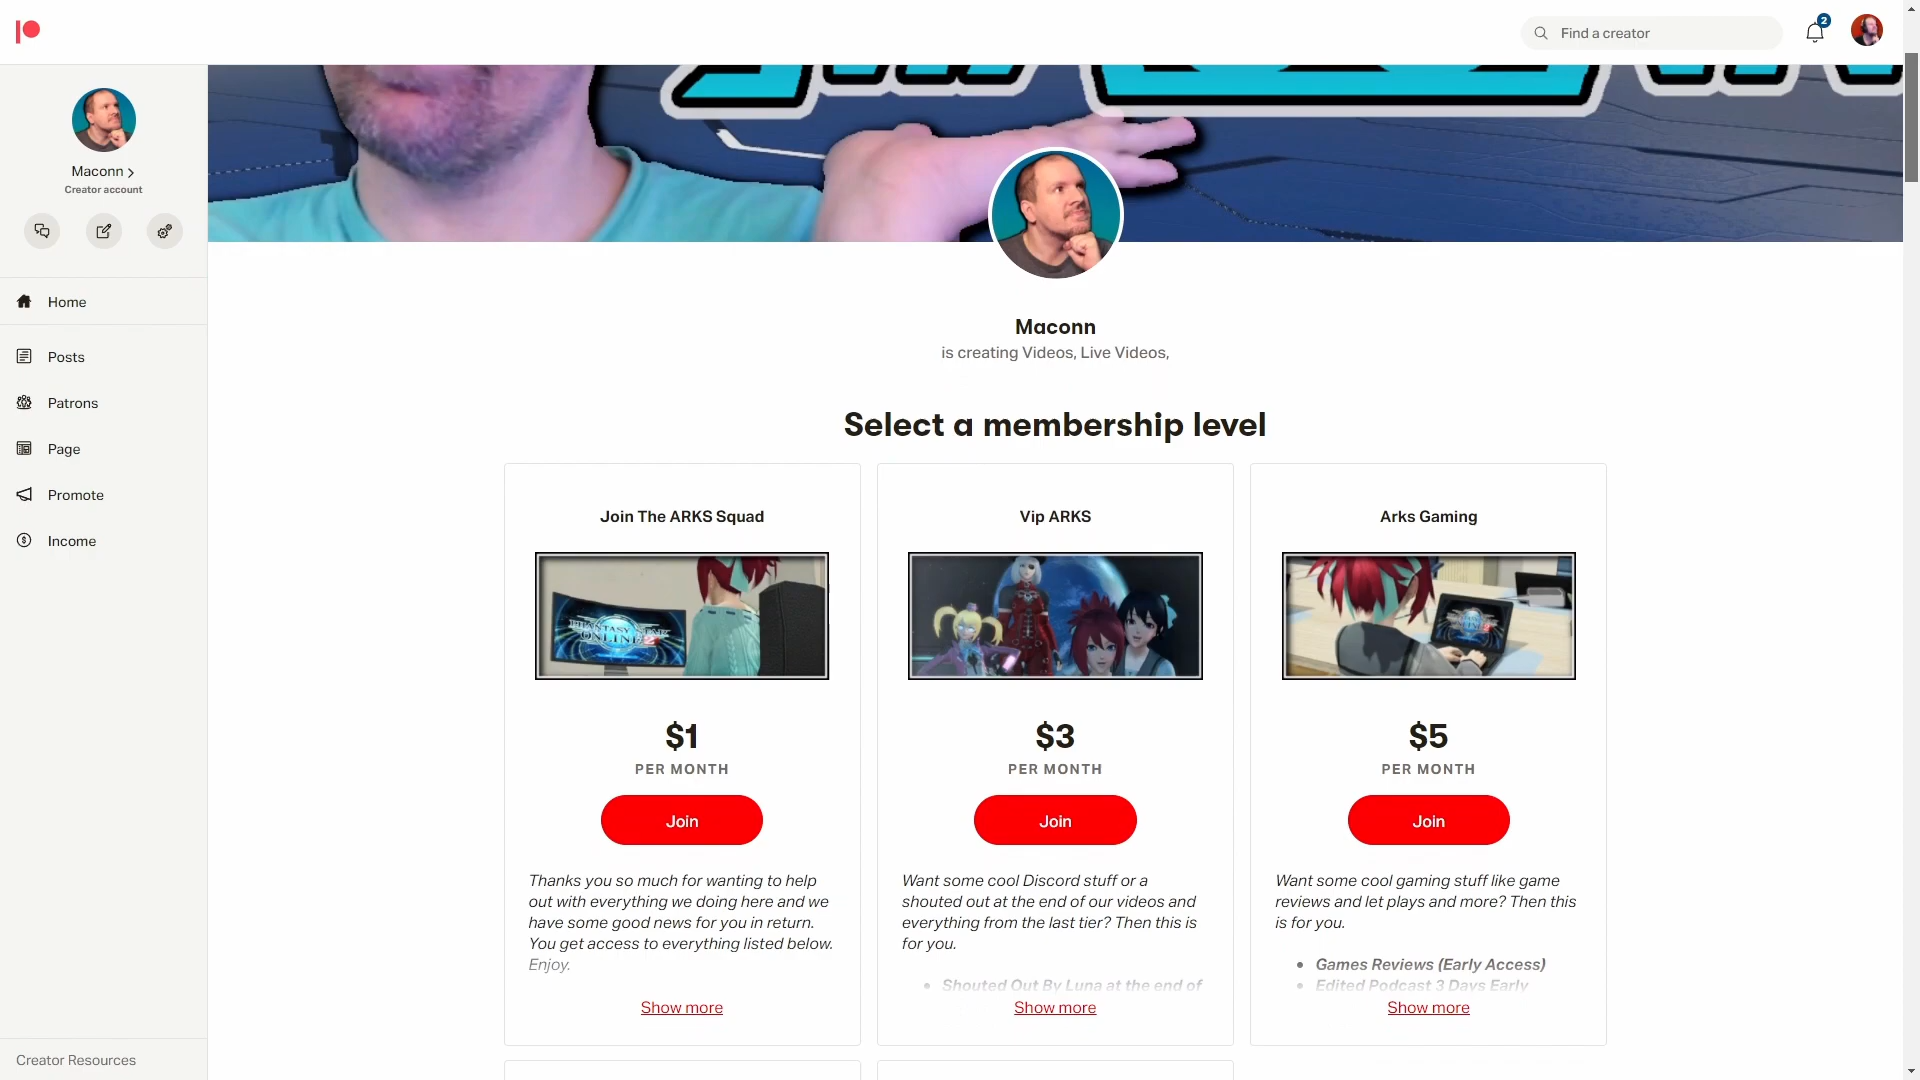 Find a creator
2
Maconn
Creator account
Home
Posts
Patrons
Page
Promote
Income
Creator Resources
Maconn
is creating Videos, Live Videos,
Select a membership level
Join The ARKS Squad
PHANTASY STAR
ONLINE 2
$1
PER MONTH
Join
Thanks you so much for wanting to help
out with everything we doing here and we
have some good news for you in return.
You get access to everything listed below.
Enjoy.
Show more
Vip ARKS
$3
PER MONTH
Join
Want some cool Discord stuff or a
shouted out at the end of our videos and
everything from the last tier? Then this is
for you.
• Shouted Out By Luna at the end of
Show more
Arks Gaming
$5
PER MONTH
Join
Want some cool gaming stuff like game
reviews and let plays and more? Then this
is for you.
• Games Reviews (Early Access)
• Edited Podcast 3 Days Early
Show more